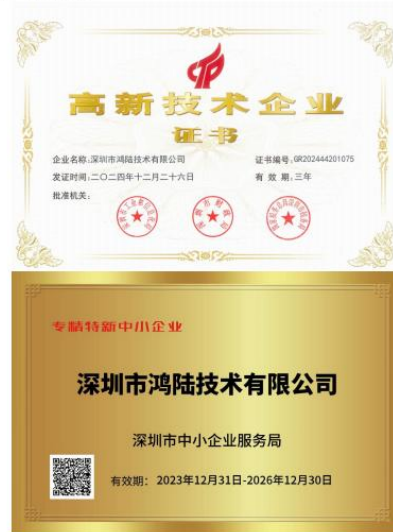 高新技术企业
证书
企业名称:深圳市鸿陆技术有限公司 证书编号:GR202444201075
发证时间:二〇二四年十二月二十六日 有 效 期:三年
批准机关:
专精特新中小企业
深圳市鸿陆技术有限公司
深圳市中小企业服务局
有效期: 2023年12月31日-2026年12月30日